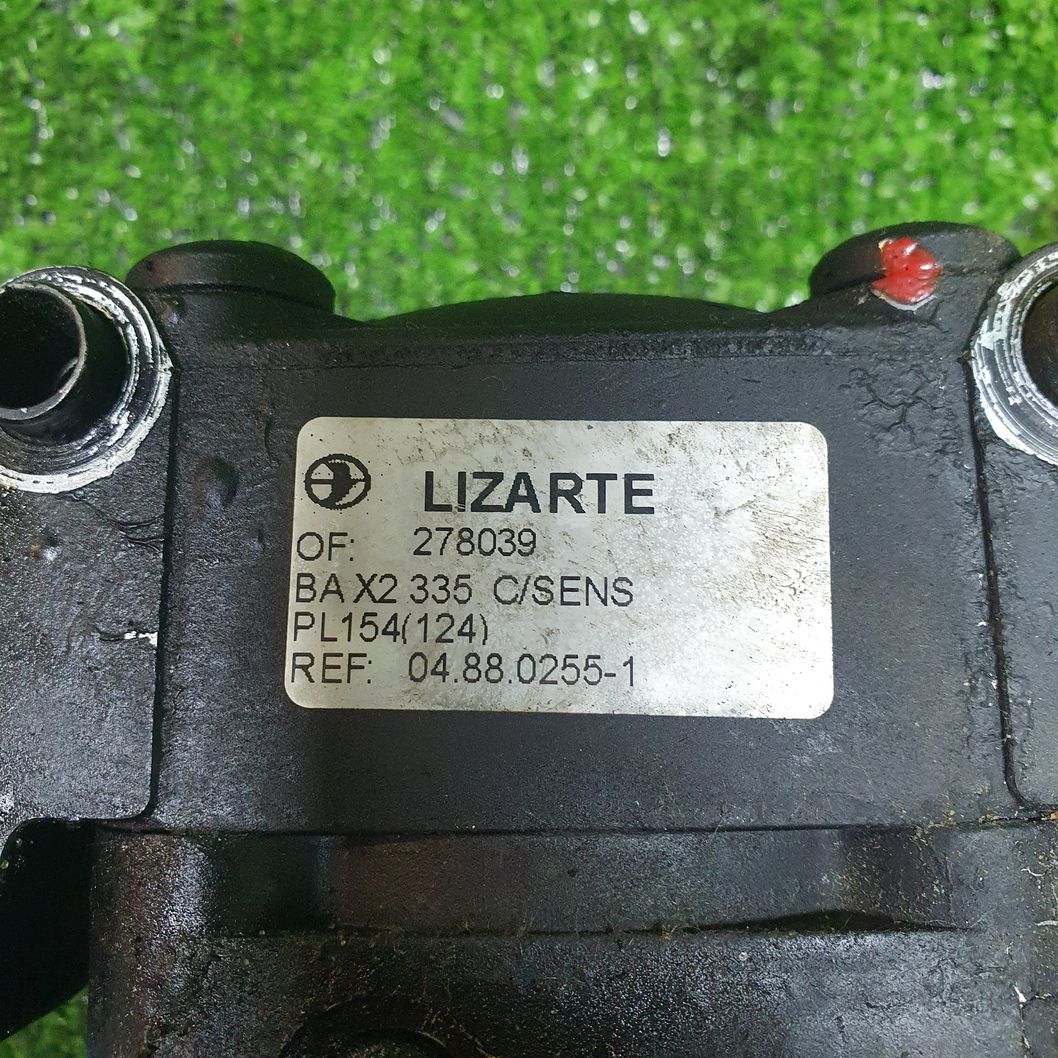 LIZARTE
OF: 278039
BA X2 335 C/SENS
PL154(124)
REF: 04.88.0255-1